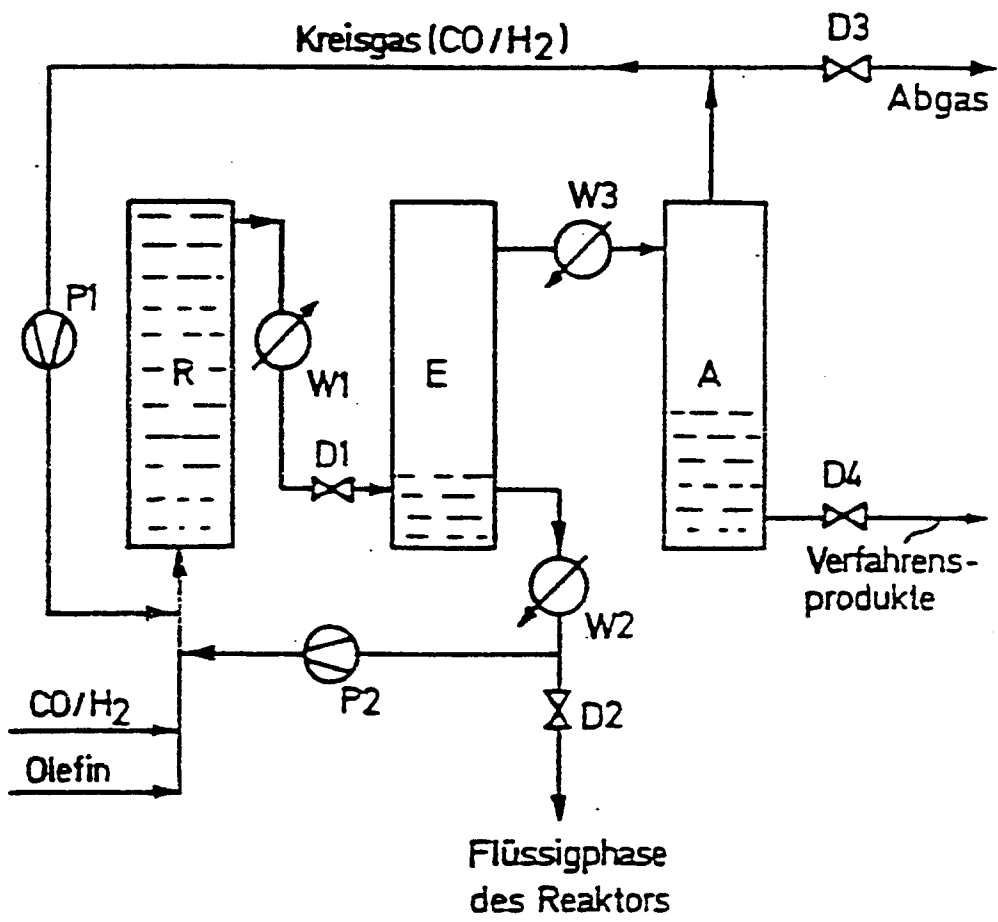 D3
Kreisgas (CO/H2)
Abgas
W3
P1
R
W1
E
A
D1
D4
Verfahrens-
produkte
W2
P2
D2
CO/H2
Olefin
Flüssigphase
des Reaktors